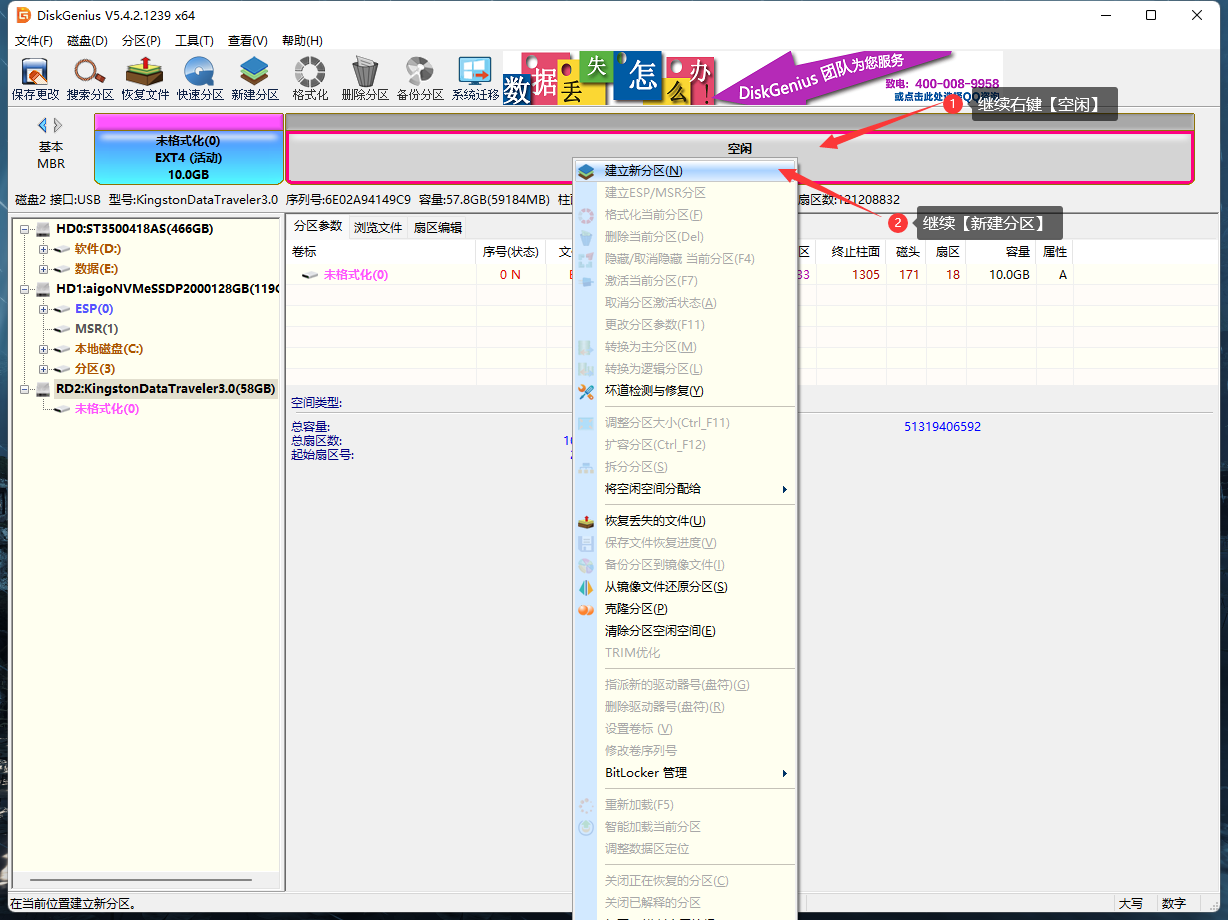 DiskGenius V5.4.2.1239 x64
文件(F) 磁盘(D) 分区(P) 工具(T) 查看(V) 帮助(H)
保存更改 搜索分区 恢复文件 快速分区 新建分区 格式化 删除分区 备份分区 系统迁移
数据丢失怎么办!
DiskGenius 团队为您服务
致电：400-008-9958
或点击此处选择QQ咨询
1 继续右键【空闲】
基本
MBR
未格式化(0)
EXT4 (活动)
10.0GB
空闲
磁盘2 接口:USB 型号:KingstonDataTraveler3.0 序列号:6E02A94149C9 容量:57.8GB(59184MB) 扇区数:121208832
2 继续【新建分区】
HD0:ST3500418AS(466GB)
软件(D:)
数据(E:)
HD1:aigoNVMeSSDP2000128GB(119G
ESP(0)
MSR(1)
本地磁盘(C:)
分区(3)
RD2:KingstonDataTraveler3.0(58GB)
未格式化(0)
分区参数 浏览文件 扇区编辑
卷标 序号(状态) 文 区 终止柱面 磁头 扇区 容量 属性
未格式化(0) 0 N E 33 1305 171 18 10.0GB A
空间类型:
总容量:
总扇区数:
起始扇区号:
51319406592
建立新分区(N)
建立ESP/MSR分区
格式化当前分区(F)
删除当前分区(Del)
隐藏/取消隐藏 当前分区(F4)
激活当前分区(F7)
取消分区激活状态(A)
更改分区参数(F11)
转换为主分区(M)
转换为逻辑分区(L)
坏道检测与修复(Y)
调整分区大小(Ctrl_F11)
扩容分区(Ctrl_F12)
拆分分区(S)
将空闲空间分配给
恢复丢失的文件(U)
保存文件恢复进度(V)
备份分区到镜像文件(I)
从镜像文件还原分区(S)
克隆分区(P)
清除分区空闲空间(E)
TRIM优化
指派新的驱动器号(盘符)(G)
删除驱动器号(盘符)(R)
设置卷标 (V)
修改卷序列号
BitLocker 管理
重新加载(F5)
智能加载当前分区
调整数据区定位
关闭正在恢复的分区(C)
关闭已解释的分区
在当前位置建立新分区。 大写 数字